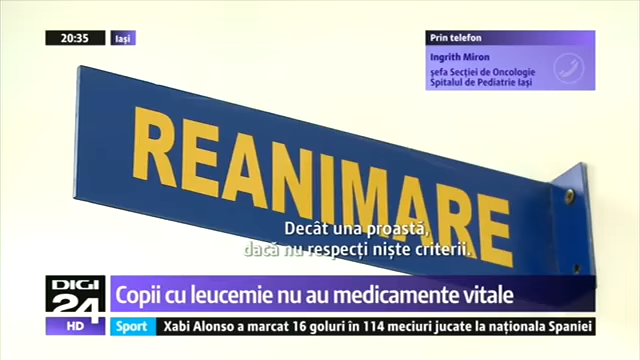 20:35
Iași
Prin telefon
Ingrith Miron
șefa Secției de Oncologie
Spitalul de Pediatrie Iași
REANIMARE
Decât una proastă,
dacă nu respecți niște criterii.
DIGI
24
HD
Copii cu leucemie nu au medicamente vitale
Sport
Xabi Alonso a marcat 16 goluri în 114 meciuri jucate la naționala Spaniei